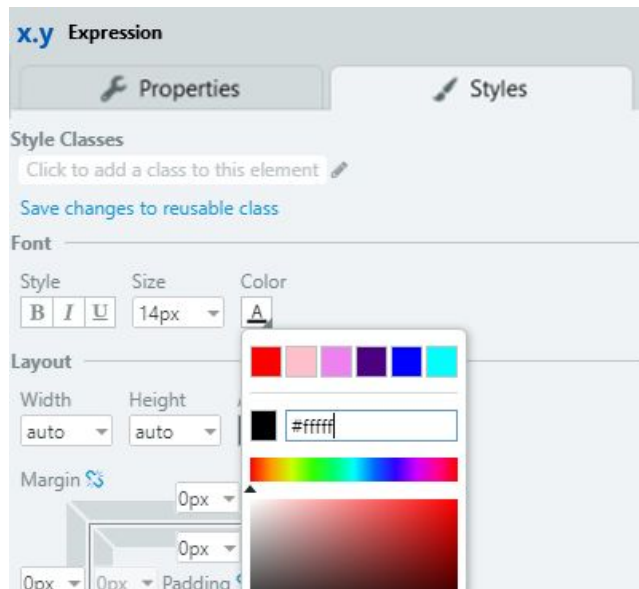 x.y Expression
Properties Styles
Style Classes
Click to add a class to this element
Save changes to reusable class
Font
Style Size Color
B I U 14px A
Layout
Width Height
auto auto
#fffff
Margin
0px
0px
0px 0px Padding